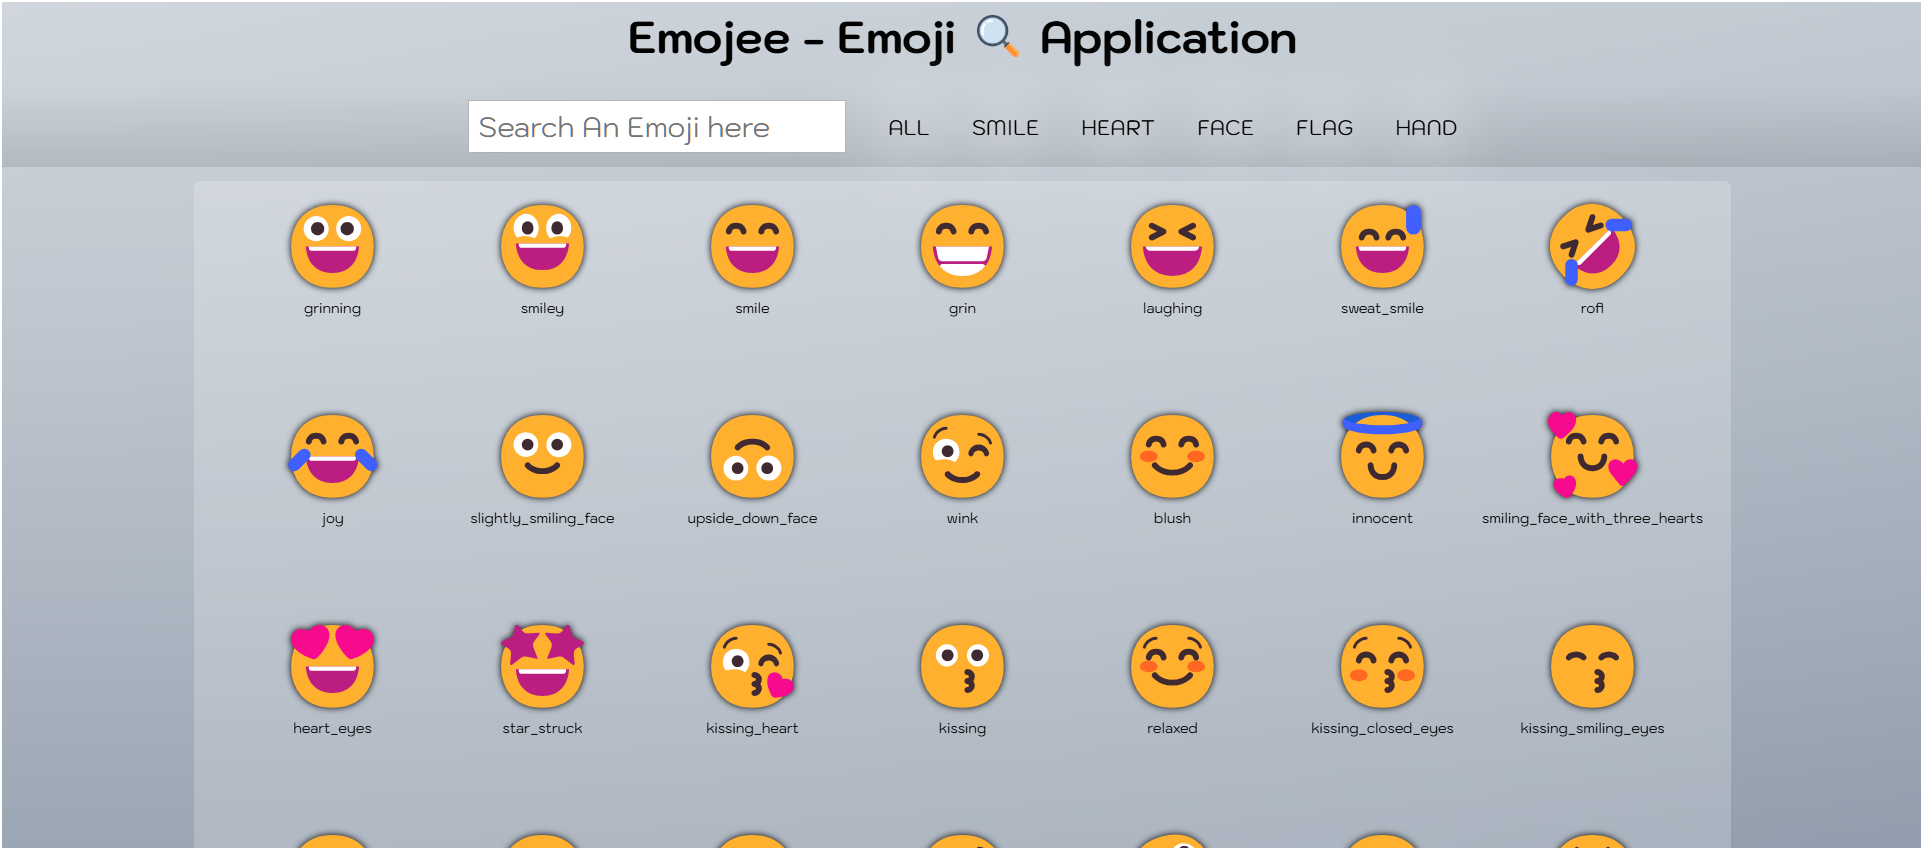 Emojee - Emoji 🔍 Application
Search An Emoji here ALL SMILE HEART FACE FLAG HAND
grinning smiley smile grin laughing sweat_smile rofl
joy slightly_smiling_face upside_down_face wink blush innocent smiling_face_with_three_hearts
heart_eyes star_struck kissing_heart kissing relaxed kissing_closed_eyes kissing_smiling_eyes